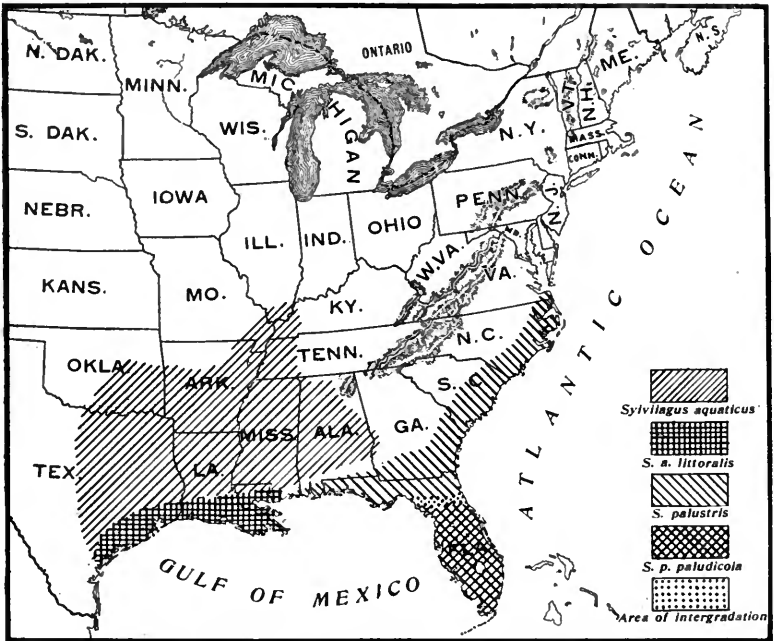 N. DAK.
MINN.
ONTARIO
N. S.
ME.
MICHIGAN
VT.
N.H.
S. DAK.
WIS.
N.Y.
MASS.
CONN.
IOWA
NEBR.
PENN.
N. J.
ILL.
IND.
OHIO
MD.
W.VA.
VA.
KANS.
MO.
KY.
ATLANTIC OCEAN
TENN.
N.C.
OKLA.
ARK.
S. C.
MISS.
ALA.
GA.
TEX.
LA.
GULF OF MEXICO
Sylvilagus aquaticus
S. a. littoralis
S. palustris
S. p. paludicola
Area of intergradation